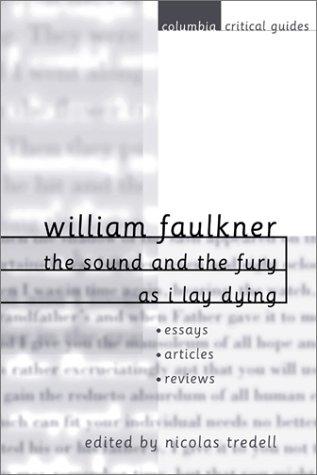 columbia critical guides
william faulkner
the sound and the fury
as i lay dying
• essays
• articles
• reviews
edited by nicolas tredell